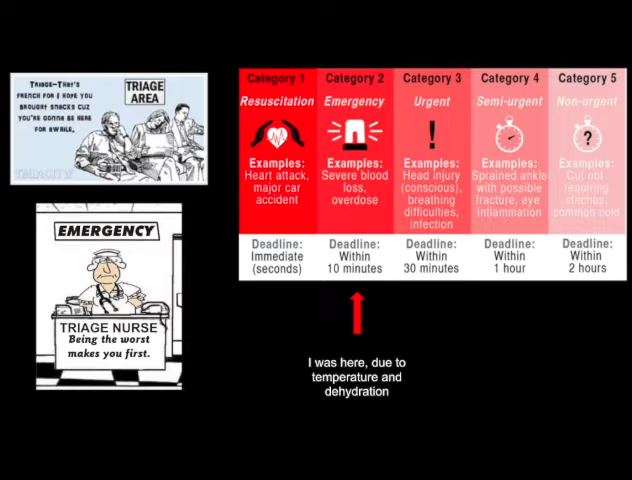 TRIAGE-THAT'S
FRENCH FOR I HOPE YOU
BROUGHT SNACKS CUZ
YOU'RE GONNA BE HERE
FOR AWHILE.
TRIAGE
AREA
EMERGENCY
TRIAGE NURSE
Being the worst
makes you first.
Category 1
Resuscitation
Examples:
Heart attack,
major car
accident
Deadline:
Immediate
(seconds)
Category 2
Emergency
Examples:
Severe blood
loss,
overdose
Deadline:
Within
10 minutes
Category 3
Urgent
!
Examples:
Head injury
(conscious),
breathing
difficulties,
infection
Deadline:
Within
30 minutes
Category 4
Semi-urgent
Examples:
Sprained ankle
with possible
fracture, eye
inflammation
Deadline:
Within
1 hour
Category 5
Non-urgent
?
Examples:
Cut not
requiring
stitches,
common cold
Deadline:
Within
2 hours
I was here, due to
temperature and
dehydration